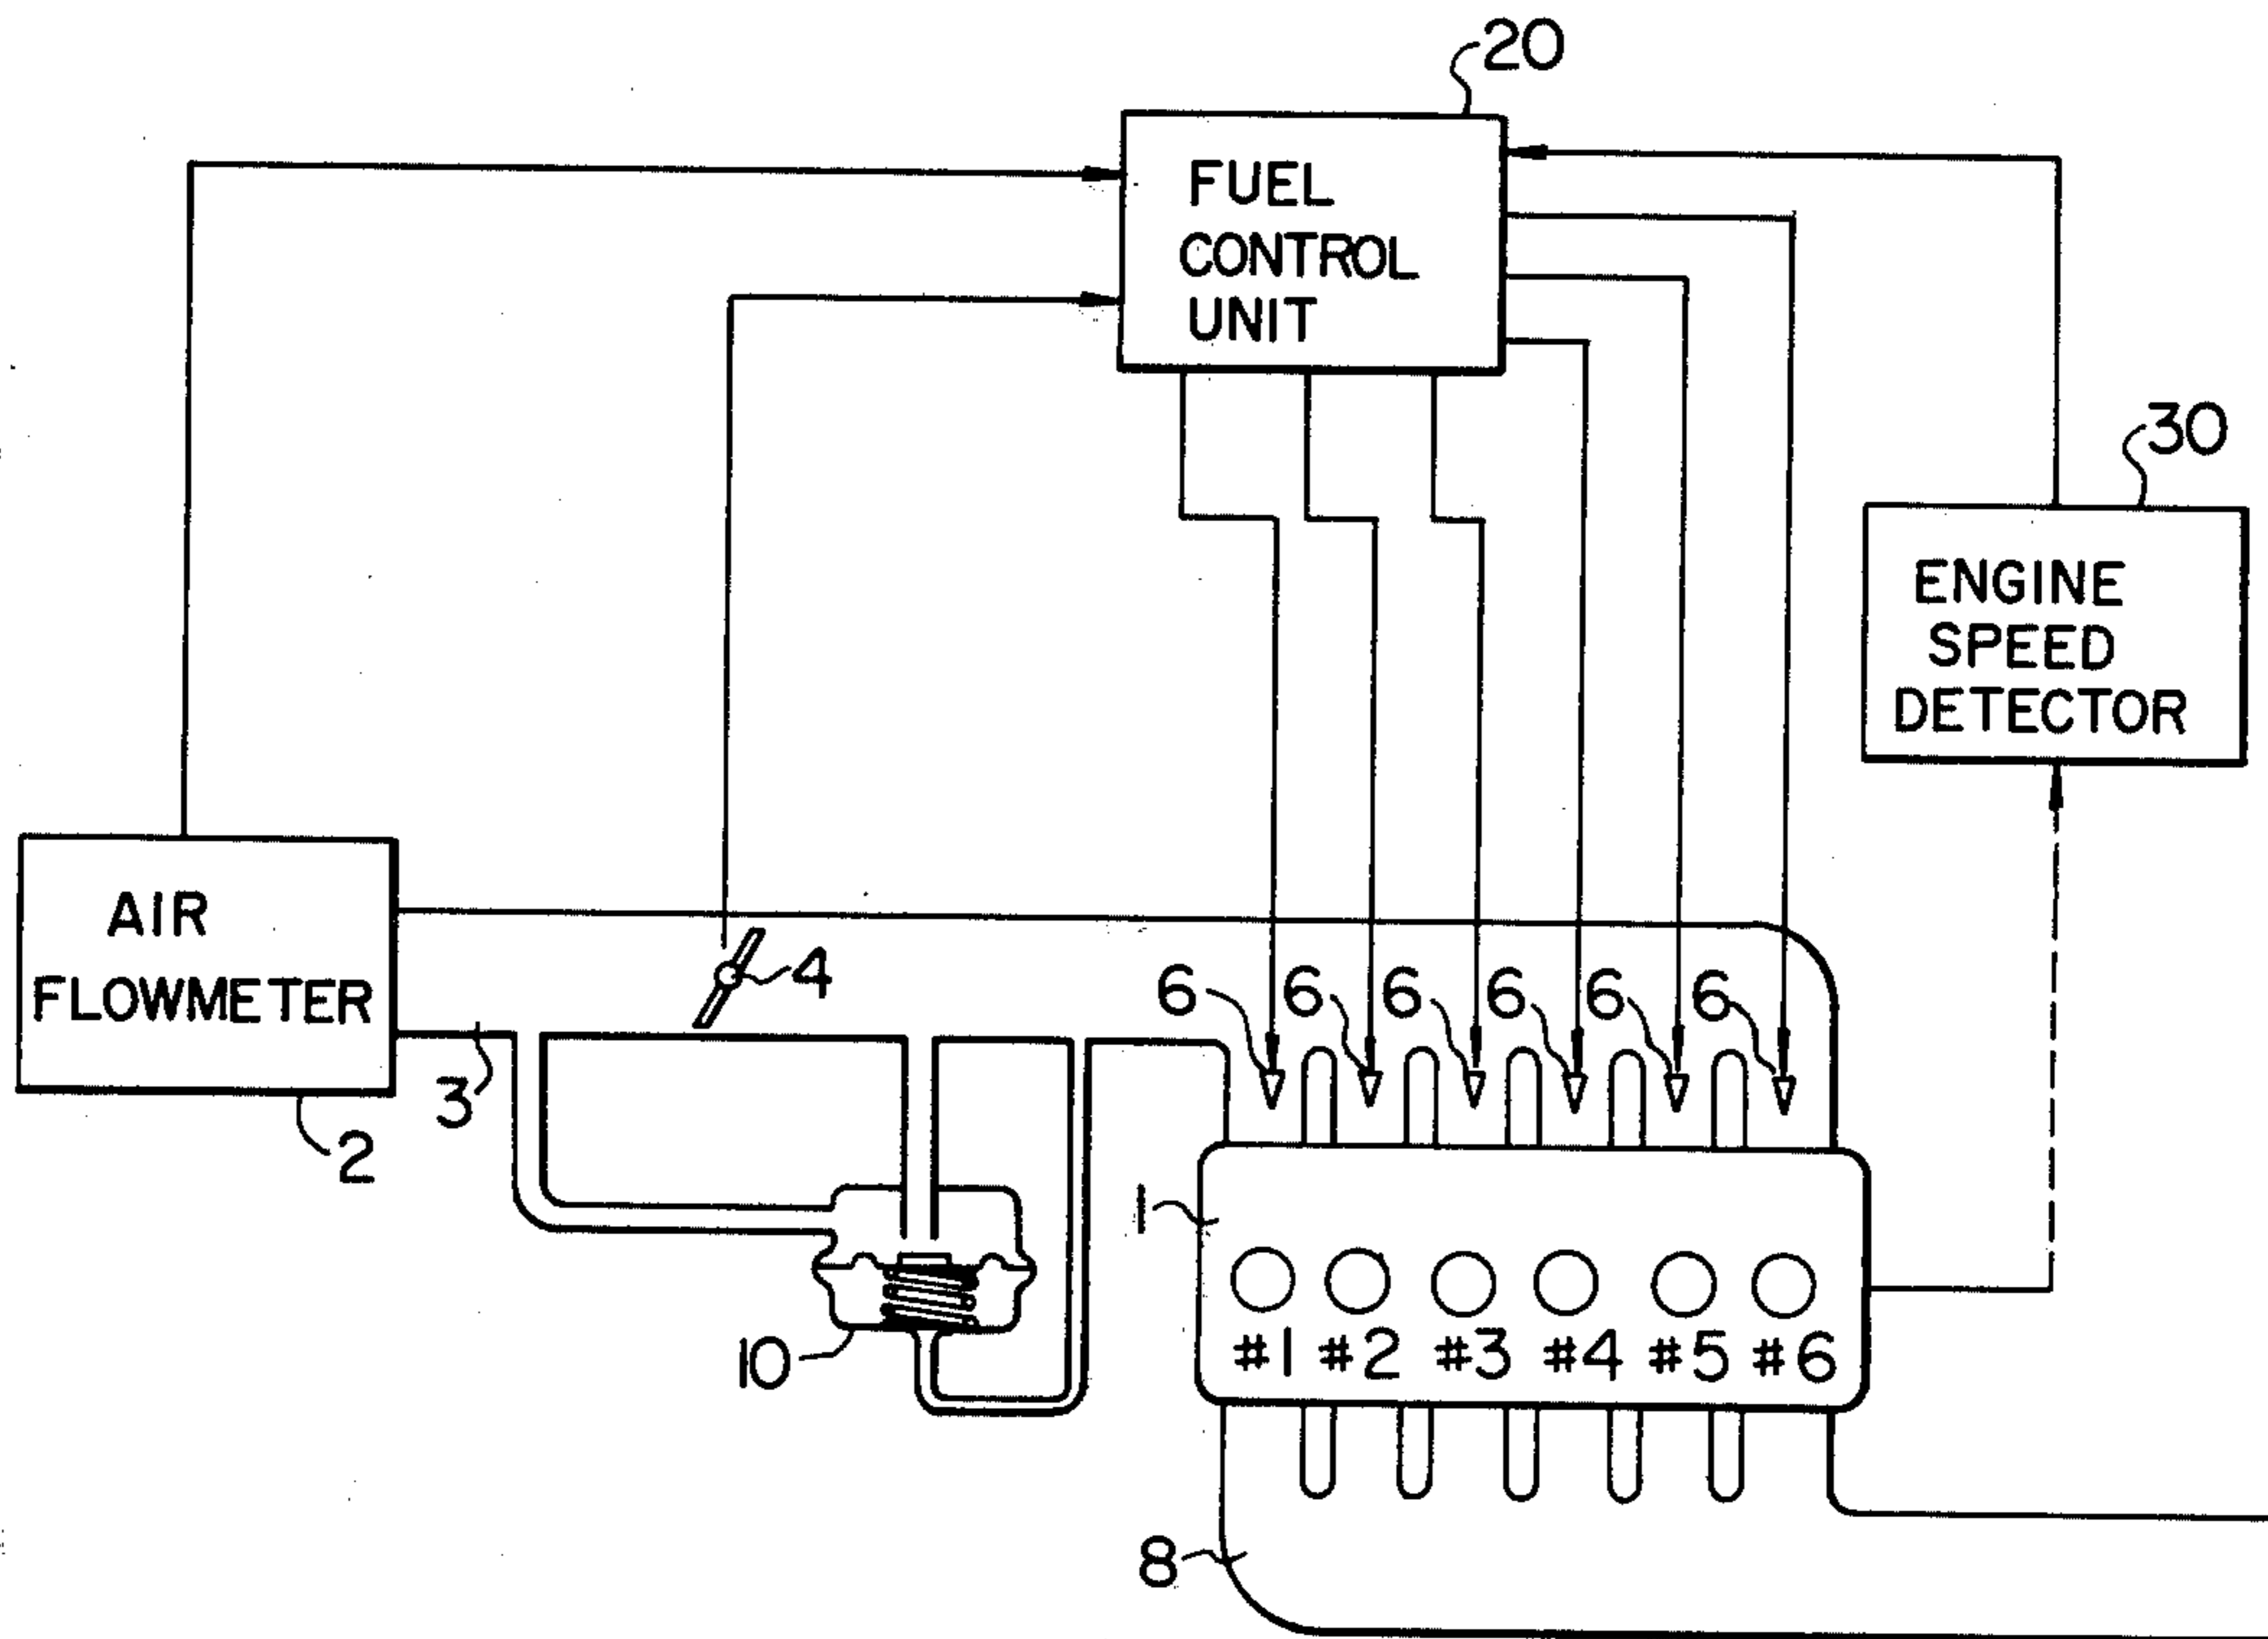 20
FUEL
CONTROL
UNIT
30
ENGINE
SPEED
DETECTOR
AIR
FLOWMETER
4
6 6 6 6 6 6
3
2
1
#1 #2 #3 #4 #5 #6
10
8